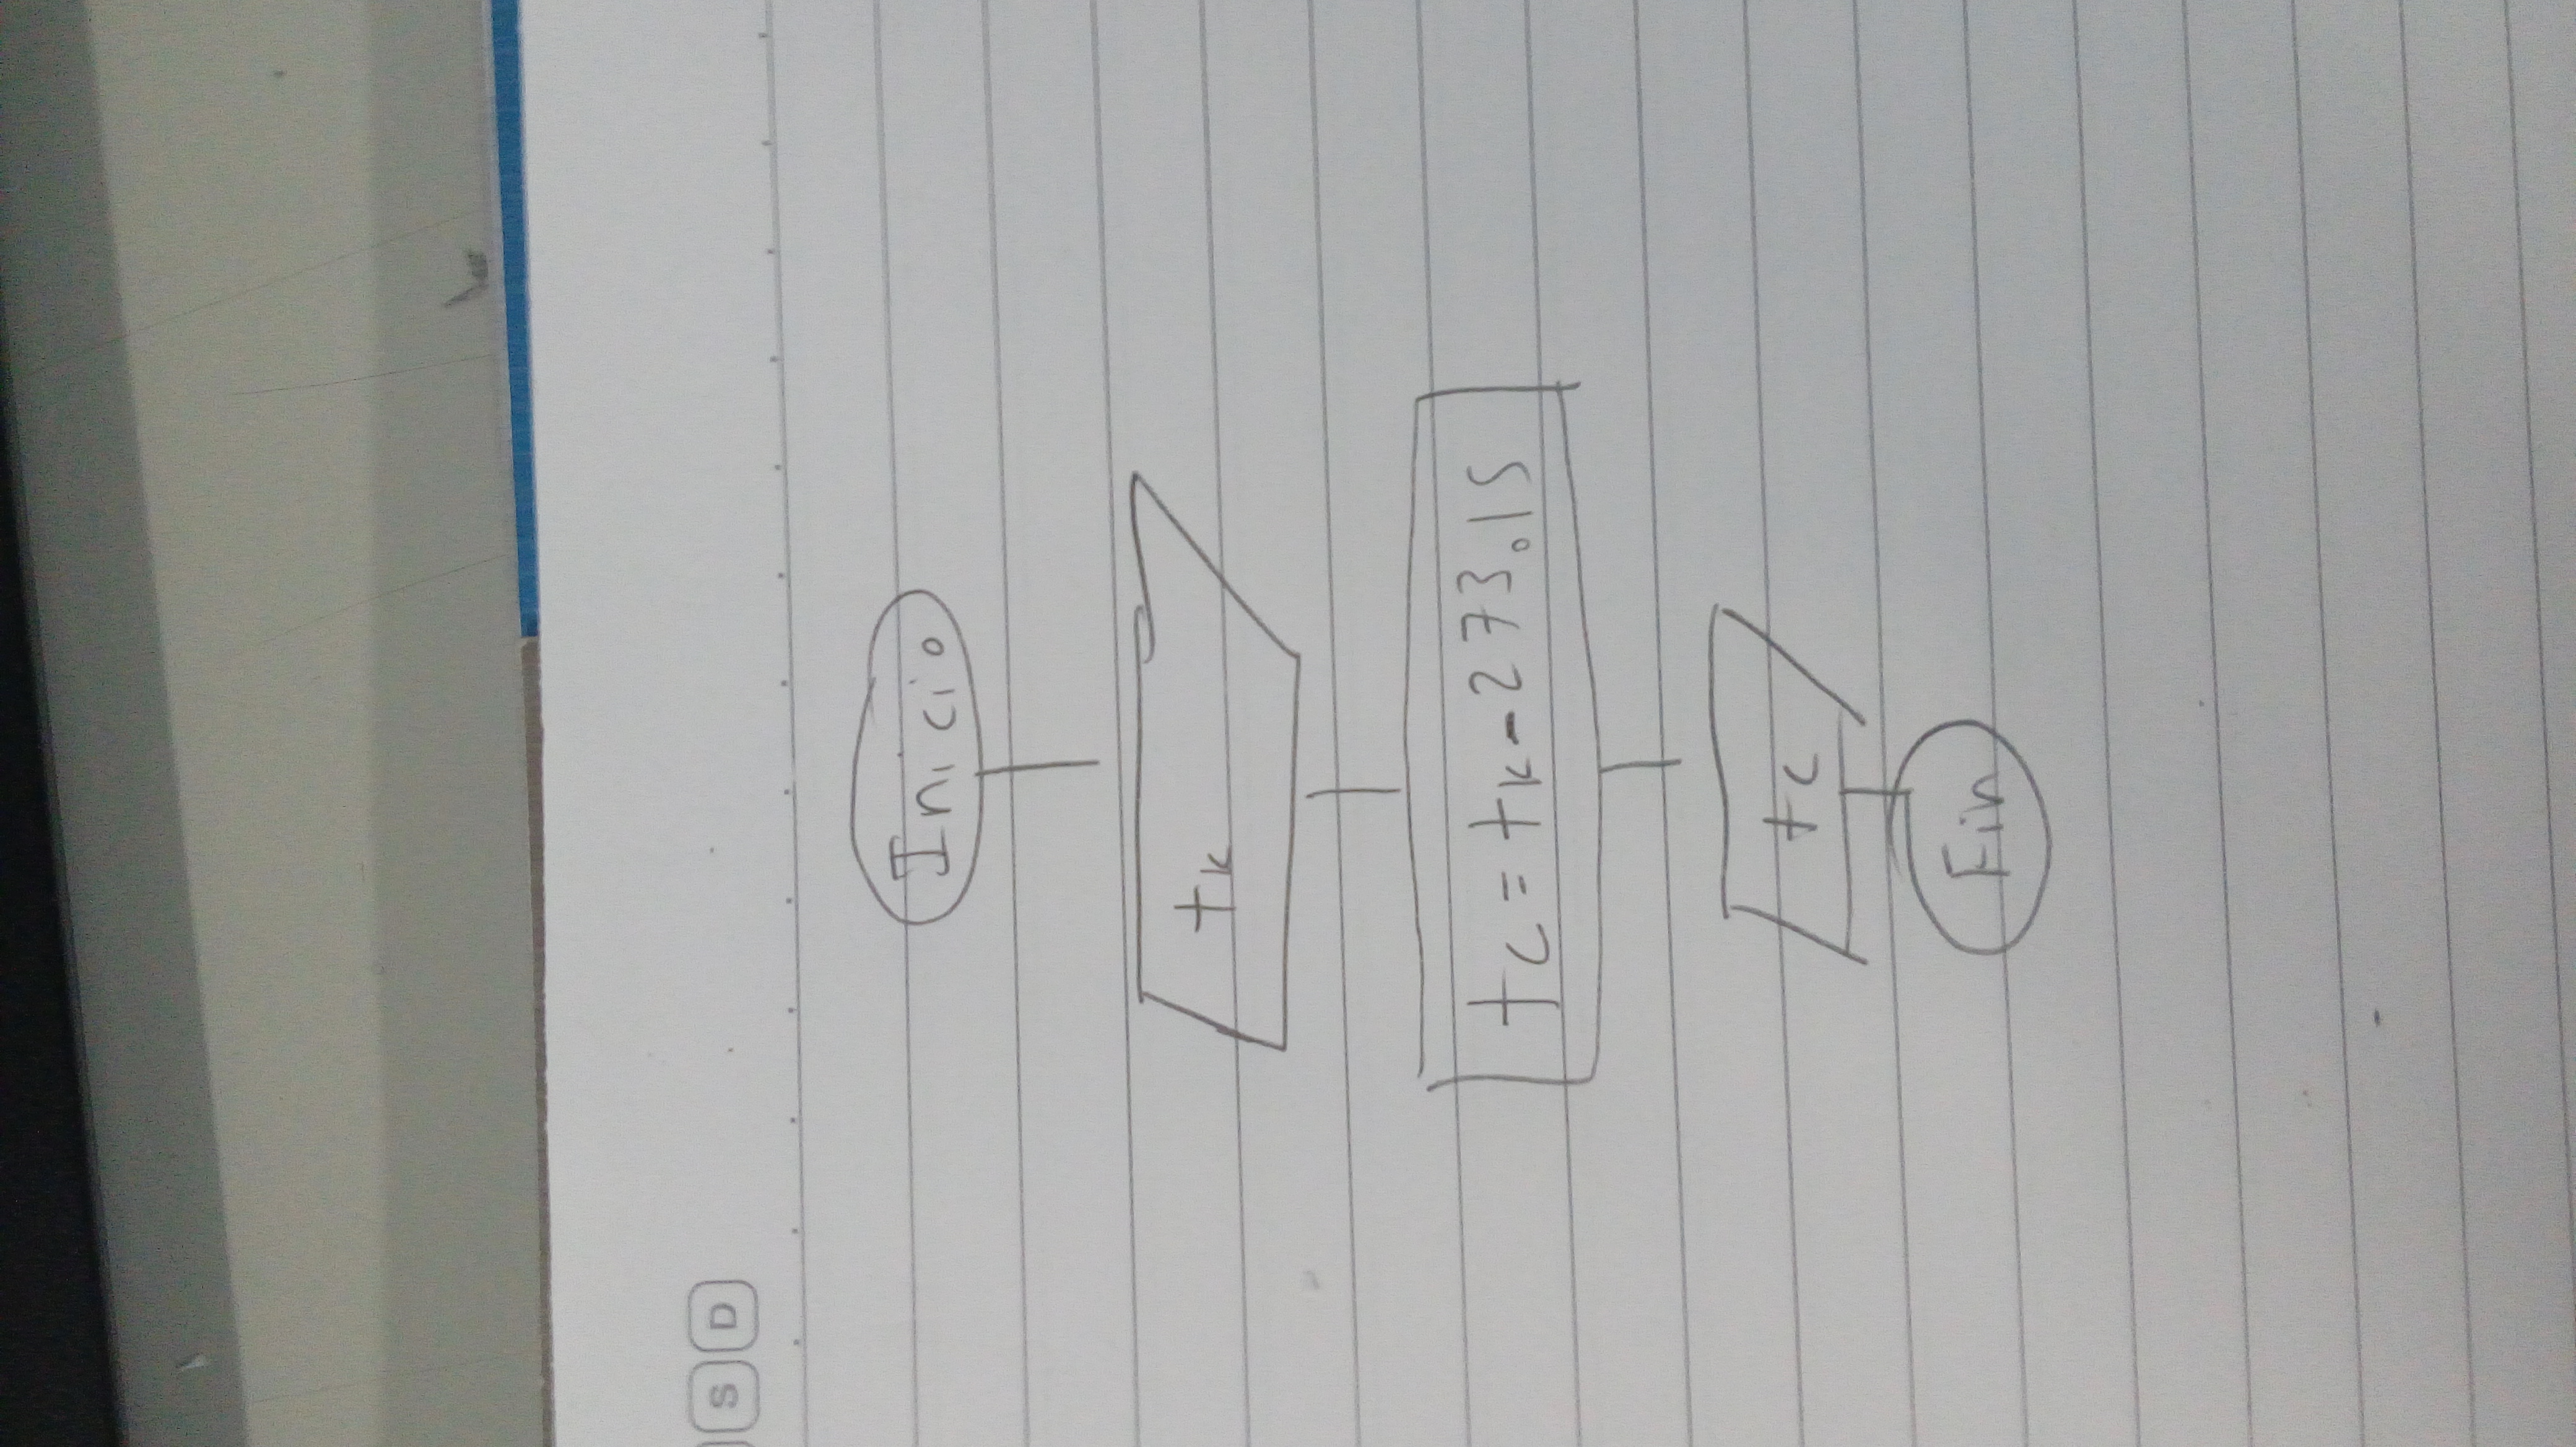 S D
Inicio
tk
tc = tk - 273.15
tc
Fin